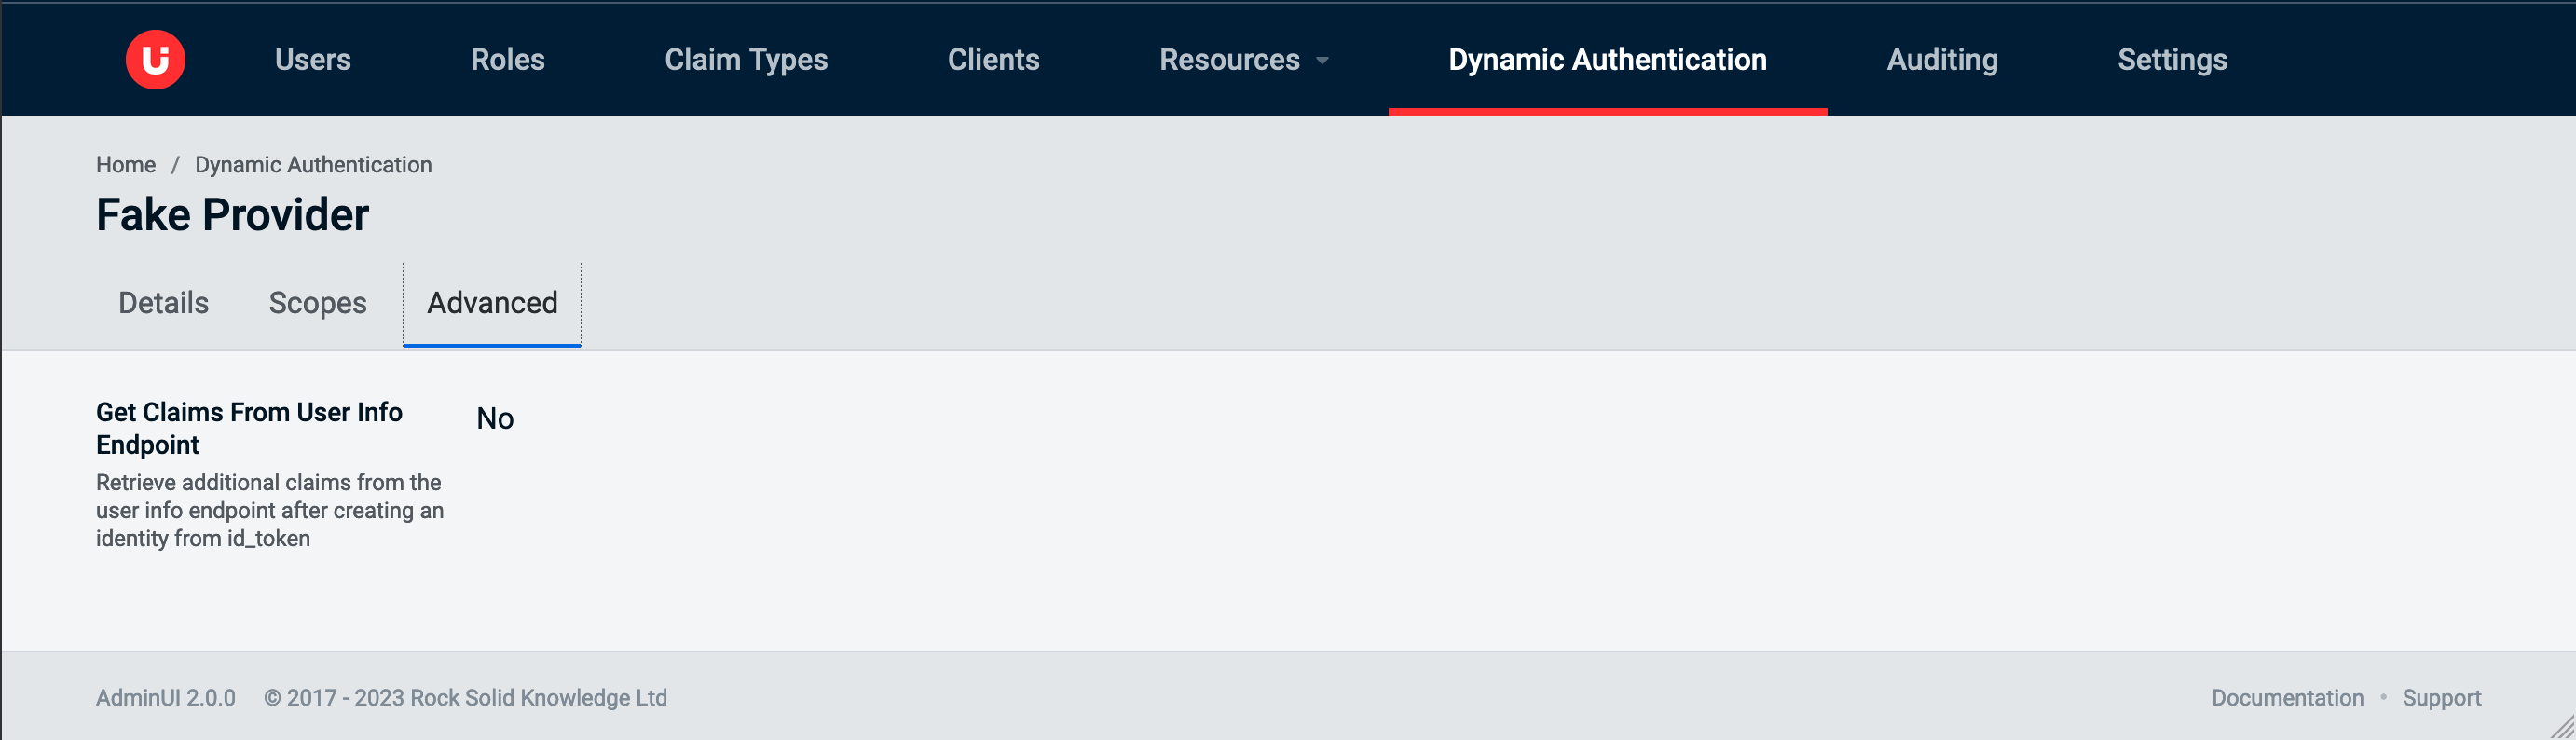 Users Roles Claim Types Clients Resources Dynamic Authentication Auditing Settings
Home / Dynamic Authentication
Fake Provider
Details Scopes Advanced
Get Claims From User Info
Endpoint
No
Retrieve additional claims from the
user info endpoint after creating an
identity from id_token
AdminUI 2.0.0 © 2017 - 2023 Rock Solid Knowledge Ltd Documentation • Support